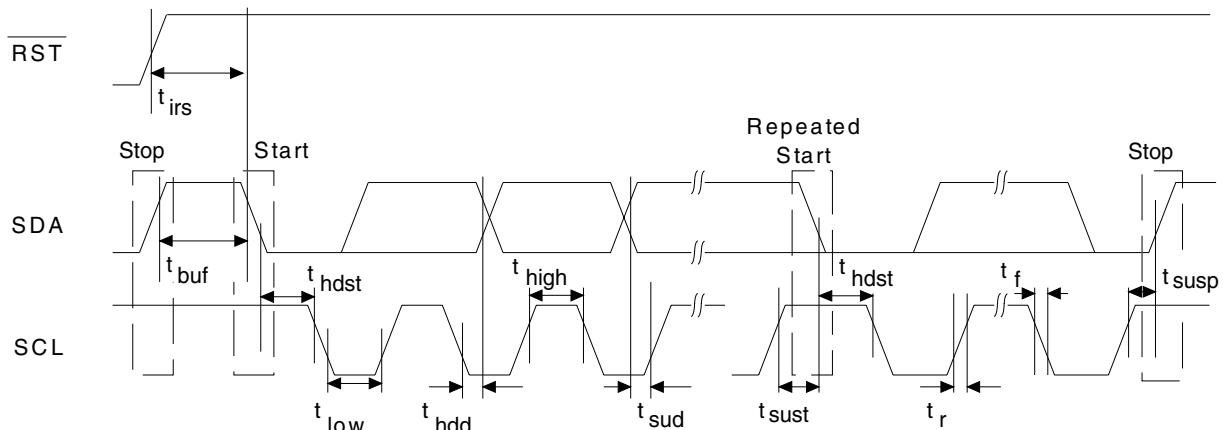 RST
t irs
Repeated
Stop
Start
Start
Stop
SDA
t buf
t hdst
t high
t hdst
t f
t susp
SCL
t low
t hdd
t sud
t sust
t r